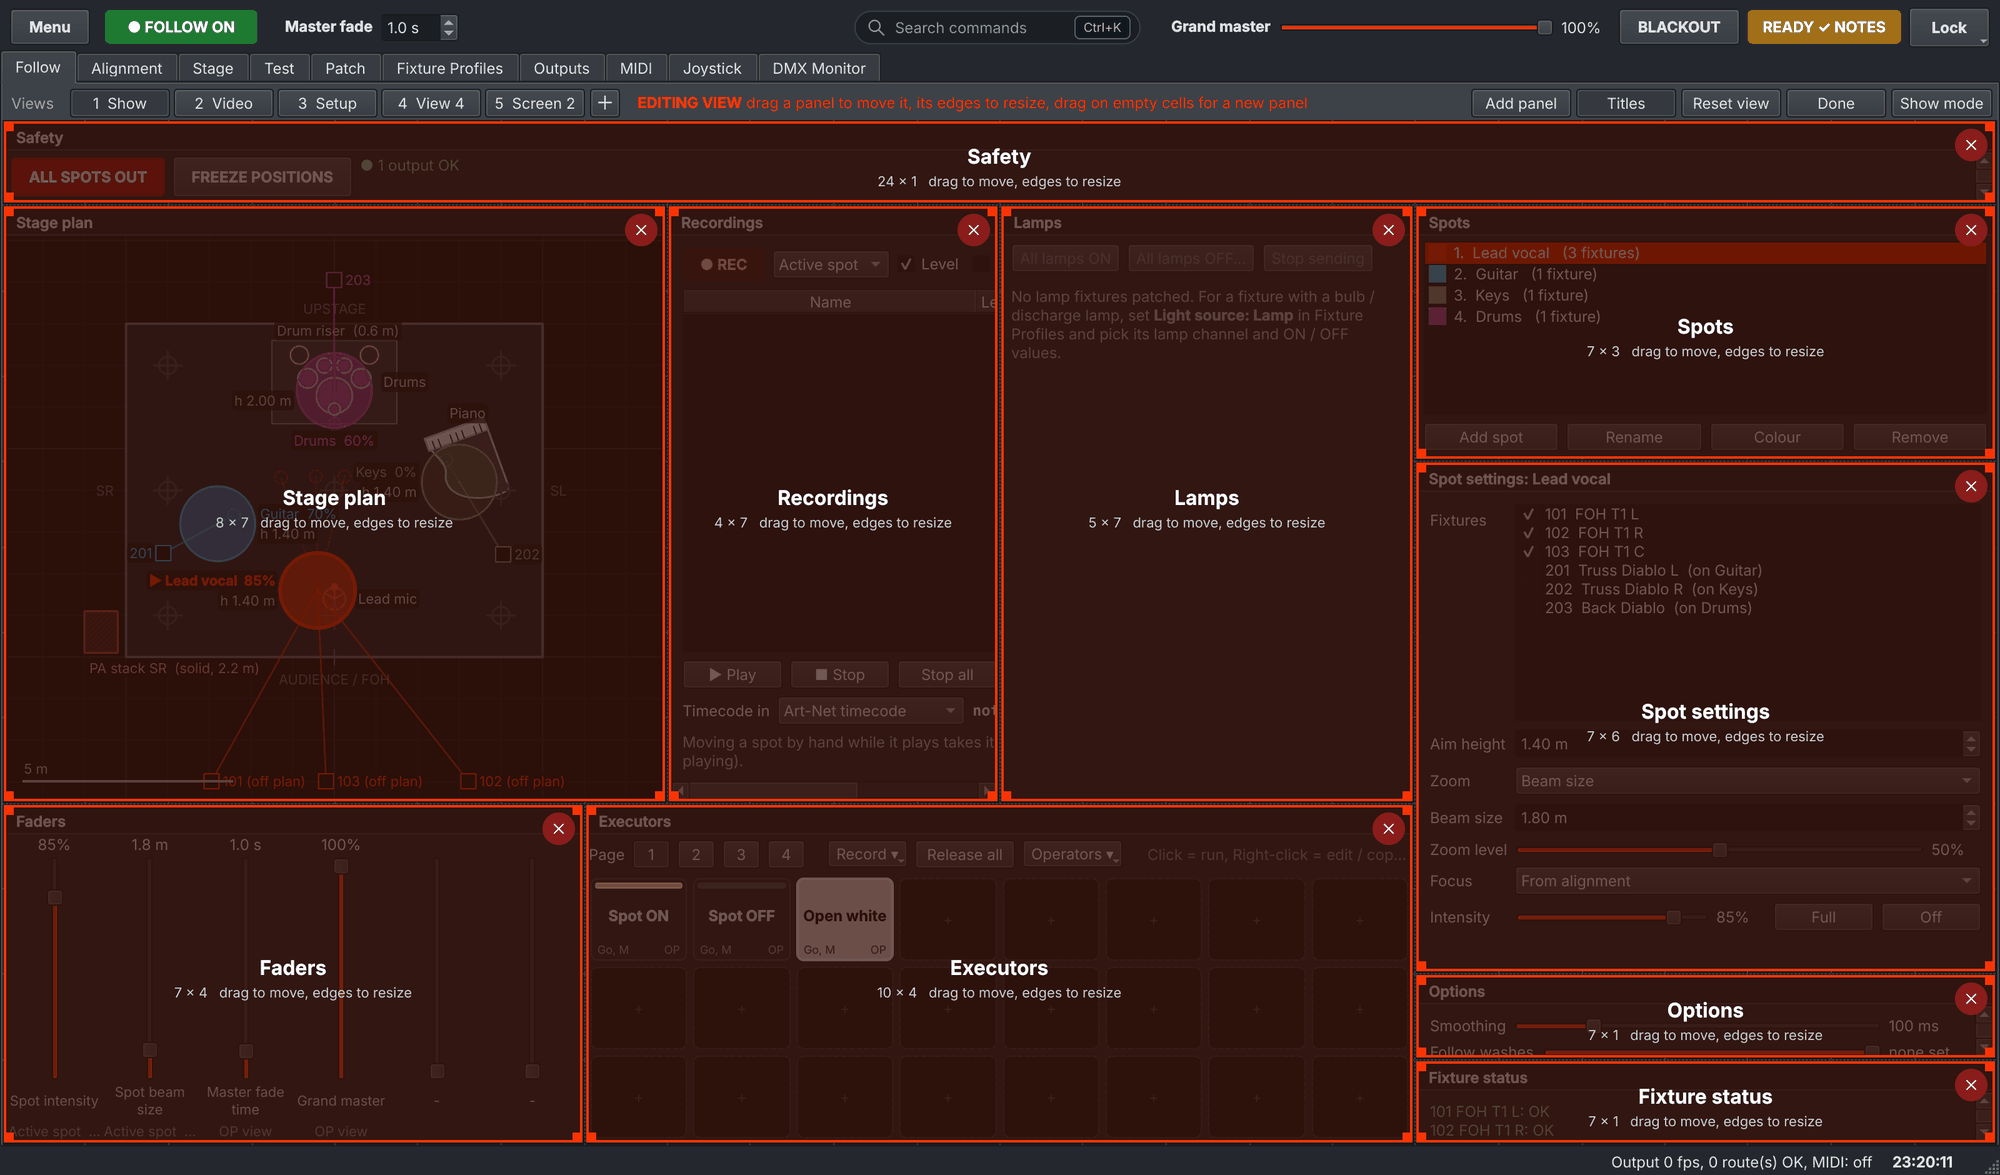 Menu
FOLLOW ON
Master fade 1.0 s
Search commands Ctrl+K
Grand master 100%
BLACKOUT
READY ✓ NOTES
Lock
Follow Alignment Stage Test Patch Fixture Profiles Outputs MIDI Joystick DMX Monitor
Views 1 Show 2 Video 3 Setup 4 View 4 5 Screen 2 +
EDITING VIEW drag a panel to move it, its edges to resize, drag on empty cells for a new panel
Add panel Titles Reset view Done Show mode
Safety
ALL SPOTS OUT
FREEZE POSITIONS
1 output OK
Safety
24 × 1 drag to move, edges to resize
Stage plan
203
UPSTAGE
Drum riser (0.6 m)
Drums
h 2.00 m
Drums 60%
Piano
Keys 0%
h 1.40 m
SR
SL
Stage plan
8 × 7 drag to move, edges to resize
Guitar 70%
h 1.40 m
201
202
Lead vocal 85%
h 1.40 m
Lead mic
PA stack SR (solid, 2.2 m)
AUDIENCE / FOH
5 m
101 (off plan)
103 (off plan)
102 (off plan)
Recordings
REC
Active spot
Level
Name
Le
Recordings
4 × 7 drag to move, edges to resize
Play
Stop
Stop all
Timecode in Art-Net timecode not
Moving a spot by hand while it plays takes it
playing).
Lamps
All lamps ON
All lamps OFF...
Stop sending
No lamp fixtures patched. For a fixture with a bulb /
discharge lamp, set Light source: Lamp in Fixture
Profiles and pick its lamp channel and ON / OFF
values.
Lamps
5 × 7 drag to move, edges to resize
Spots
1. Lead vocal (3 fixtures)
2. Guitar (1 fixture)
3. Keys (1 fixture)
4. Drums (1 fixture)
Spots
7 × 3 drag to move, edges to resize
Add spot Rename Colour Remove
Spot settings: Lead vocal
Fixtures
✓ 101 FOH T1 L
✓ 102 FOH T1 R
✓ 103 FOH T1 C
201 Truss Diablo L (on Guitar)
202 Truss Diablo R (on Keys)
203 Back Diablo (on Drums)
Spot settings
7 × 6 drag to move, edges to resize
Aim height 1.40 m
Zoom Beam size
Beam size 1.80 m
Zoom level 50%
Focus From alignment
Intensity 85% Full Off
Faders
85% 1.8 m 1.0 s 100%
Faders
7 × 4 drag to move, edges to resize
Spot intensity
Spot beam
size
Master fade
time
Grand master
-
-
Active spot ... Active spot ... OP view OP view
Executors
Page 1 2 3 4 Record Release all Operators Click = run, Right-click = edit / cop...
Spot ON
Go, M OP
Spot OFF
Go, M OP
Open white
Go, M OP
Executors
10 × 4 drag to move, edges to resize
Options
Smoothing 100 ms
Options
7 × 1 drag to move, edges to resize
Follow washes none set
Fixture status
101 FOH T1 L: OK
102 FOH T1 R: OK
Fixture status
7 × 1 drag to move, edges to resize
Output 0 fps, 0 route(s) OK, MIDI: off 23:20:11